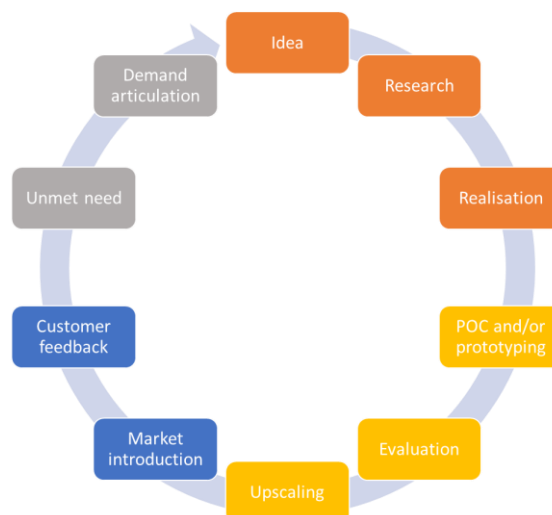 Idea
Research
Realisation
POC and/or
prototyping
Evaluation
Upscaling
Market
introduction
Customer
feedback
Unmet need
Demand
articulation